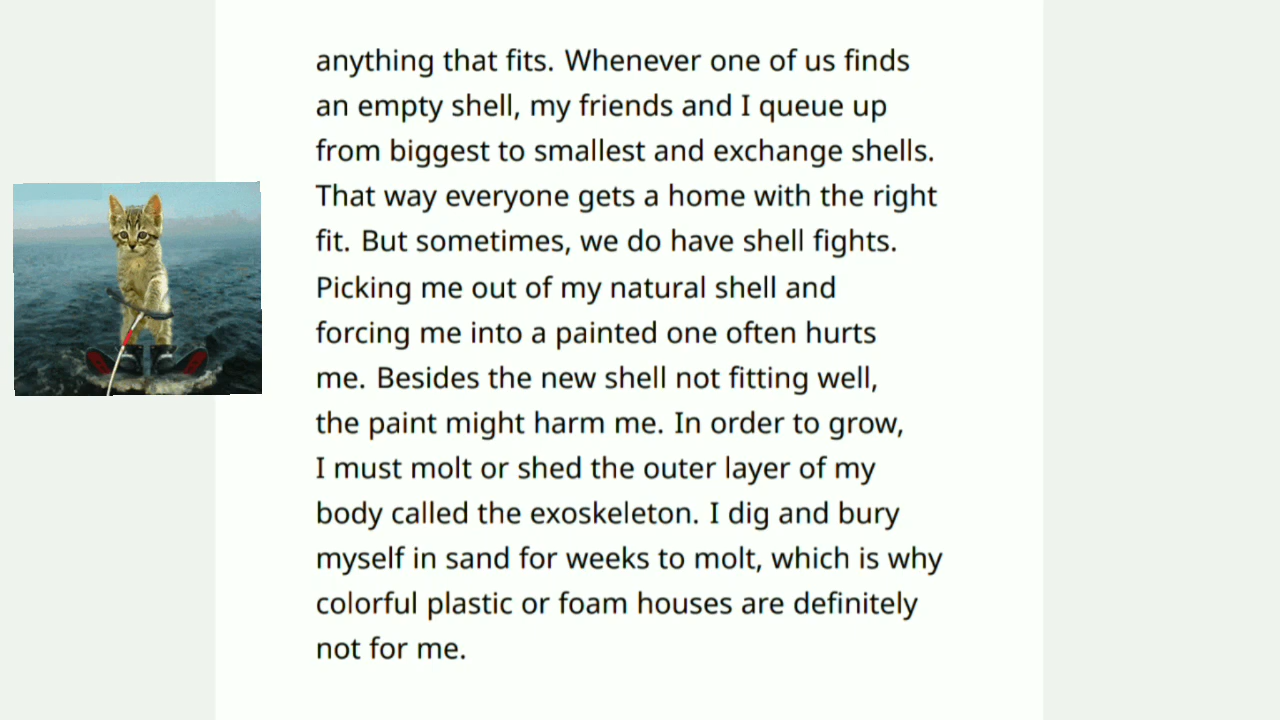 anything that fits. Whenever one of us finds
an empty shell, my friends and I queue up
from biggest to smallest and exchange shells.
That way everyone gets a home with the right
fit. But sometimes, we do have shell fights.
Picking me out of my natural shell and
forcing me into a painted one often hurts
me. Besides the new shell not fitting well,
the paint might harm me. In order to grow,
I must molt or shed the outer layer of my
body called the exoskeleton. I dig and bury
myself in sand for weeks to molt, which is why
colorful plastic or foam houses are definitely
not for me.